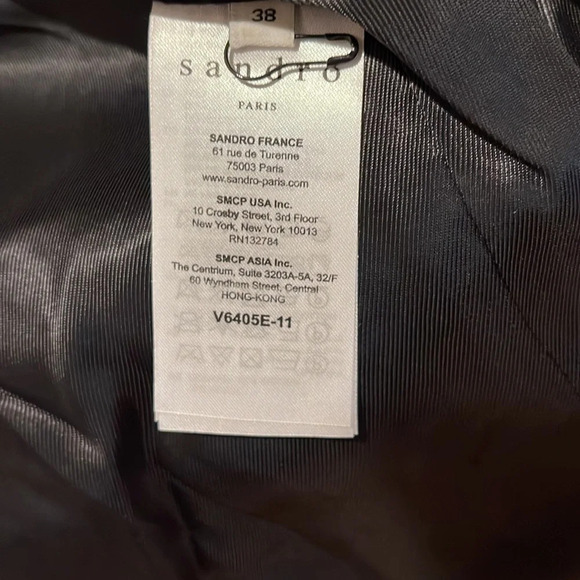 38
sandro
PARIS
SANDRO FRANCE
61 rue de Turenne
75003 Paris
www.sandro-paris.com
SMCP USA Inc.
10 Crosby Street, 3rd Floor
New York, New York 10013
RN132784
SMCP ASIA Inc.
The Centrium, Suite 3203A-5A, 32/F
60 Wyndham Street, Central
HONG-KONG
V6405E-11